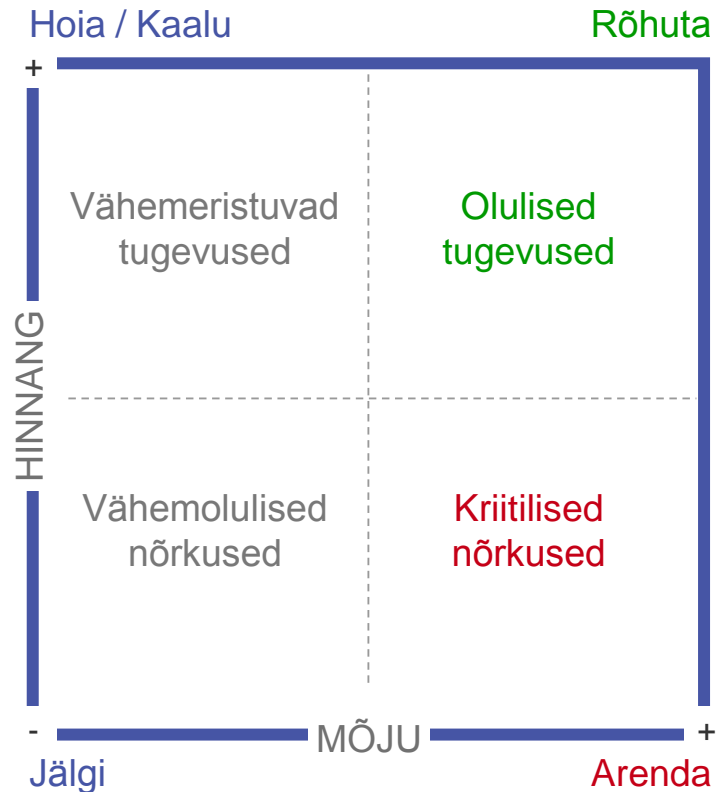 Hoia / Kaalu
Rõhuta
+
Vähemeristuvad
tugevused
Olulised
tugevused
HINNANG
Vähemolulised
nõrkused
Kriitilised
nõrkused
-
MÕJU
+
Jälgi
Arenda